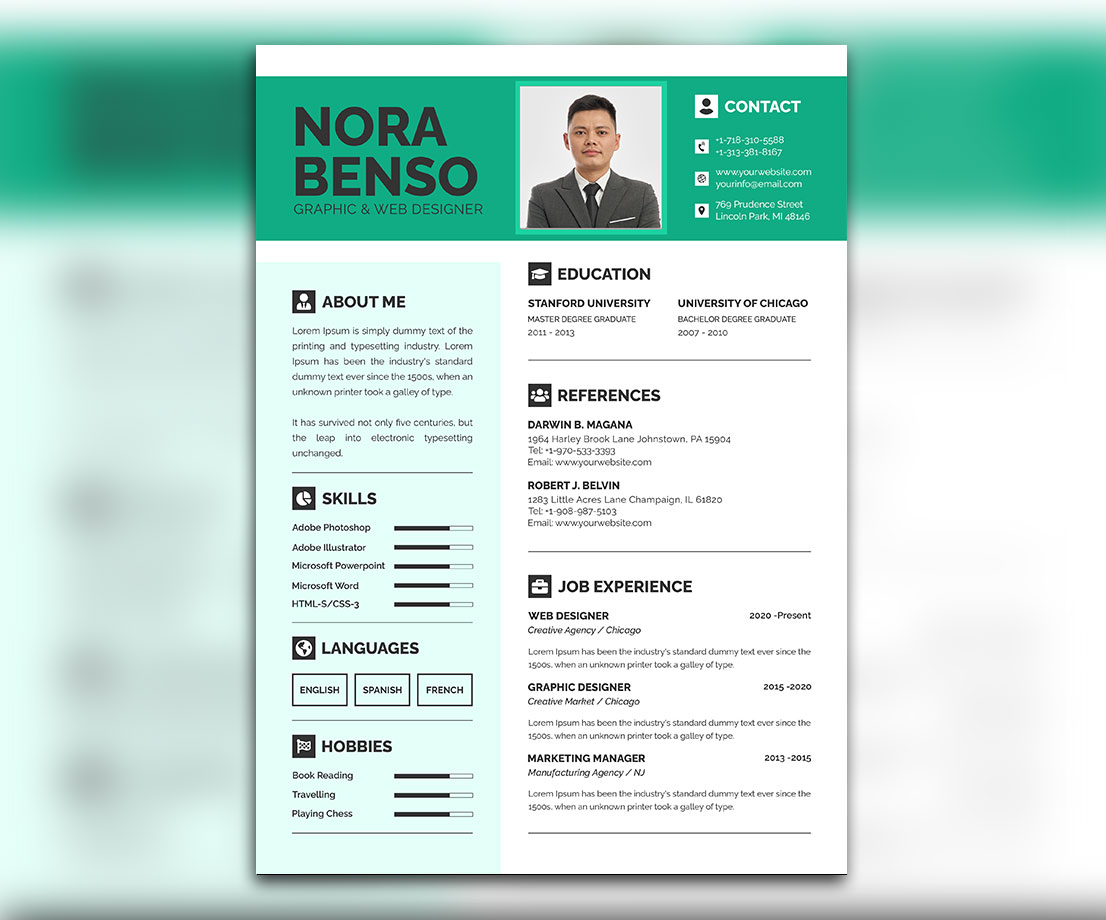 NORA
BENSO
GRAPHIC & WEB DESIGNER
CONTACT
+1-718-310-5588
+1-313-381-8167
www.yourwebsite.com
yourinfo@email.com
769 Prudence Street
Lincoln Park, MI 48146
ABOUT ME
Lorem Ipsum is simply dummy text of the
printing and typesetting industry. Lorem
Ipsum has been the industry's standard
dummy text ever since the 1500s, when an
unknown printer took a galley of type.
It has survived not only five centuries, but
the leap into electronic typesetting
unchanged.
SKILLS
Adobe Photoshop
Adobe Illustrator
Microsoft Powerpoint
Microsoft Word
HTML-S/CSS-3
LANGUAGES
ENGLISH SPANISH FRENCH
HOBBIES
Book Reading
Travelling
Playing Chess
EDUCATION
STANFORD UNIVERSITY
MASTER DEGREE GRADUATE
2011 - 2013
UNIVERSITY OF CHICAGO
BACHELOR DEGREE GRADUATE
2007 - 2010
REFERENCES
DARWIN B. MAGANA
1964 Harley Brook Lane Johnstown, PA 15904
Tel: +1-970-533-3393
Email: www.yourwebsite.com
ROBERT J. BELVIN
1283 Little Acres Lane Champaign, IL 61820
Tel: +1-908-987-5103
Email: www.yourwebsite.com
JOB EXPERIENCE
WEB DESIGNER 2020 -Present
Creative Agency / Chicago
Lorem Ipsum has been the industry's standard dummy text ever since the
1500s, when an unknown printer took a galley of type.
GRAPHIC DESIGNER 2015 -2020
Creative Market / Chicago
Lorem Ipsum has been the industry's standard dummy text ever since the
1500s, when an unknown printer took a galley of type.
MARKETING MANAGER 2013 -2015
Manufacturing Agency / NJ
Lorem Ipsum has been the industry's standard dummy text ever since the
1500s, when an unknown printer took a galley of type.